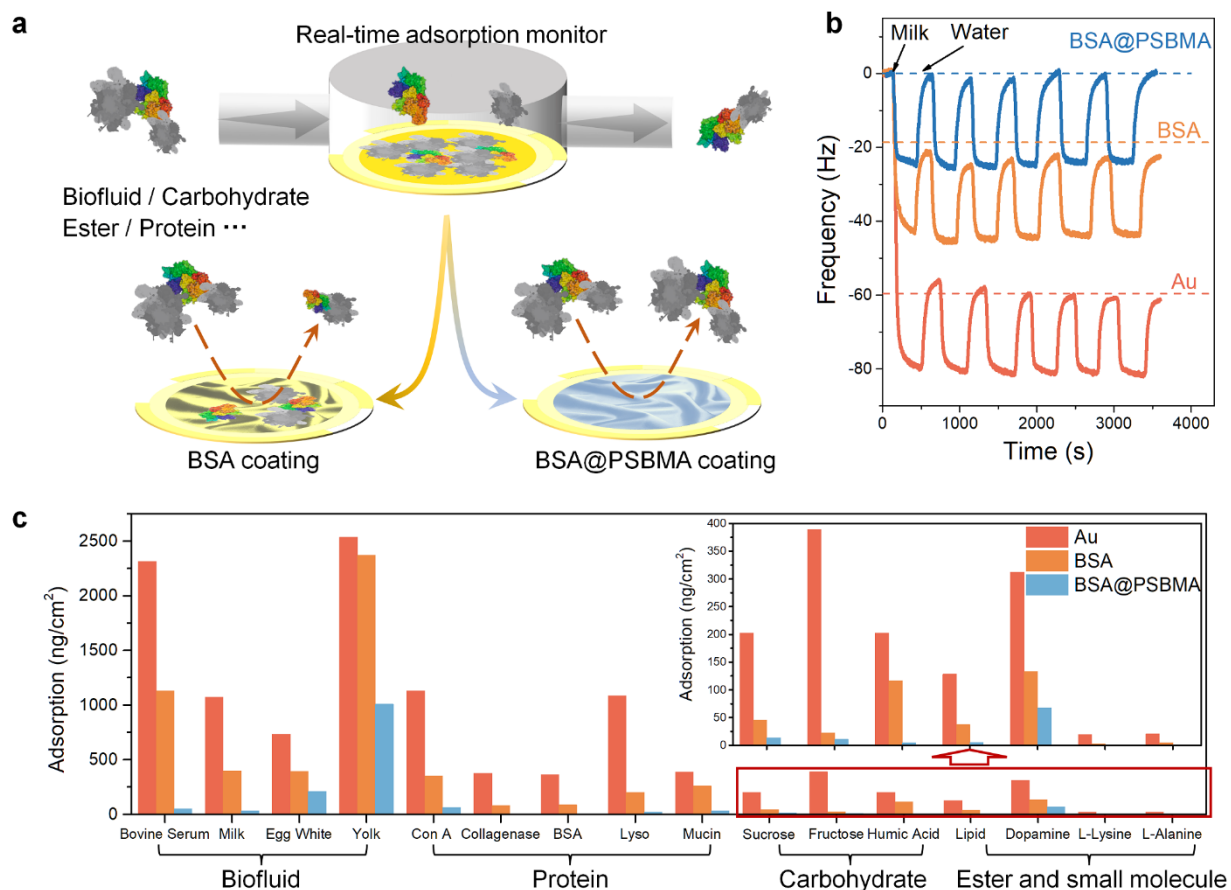 a
Real-time adsorption monitor
Biofluid / Carbohydrate
Ester / Protein ···
BSA coating
BSA@PSBMA coating
b
Milk
Water
BSA@PSBMA
BSA
Au
0
-20
-40
-60
-80
Frequency (Hz)
0 1000 2000 3000 4000
Time (s)
c
2500
2000
1500
1000
500
0
Adsorption (ng/cm²)
400
350
300
250
200
150
100
50
0
Adsorption (ng/cm²)
Au
BSA
BSA@PSBMA
Bovine Serum Milk Egg White Yolk Con A Collagenase BSA Lyso Mucin Sucrose Fructose Humic Acid Lipid Dopamine L-Lysine L-Alanine
Biofluid Protein Carbohydrate Ester and small molecule